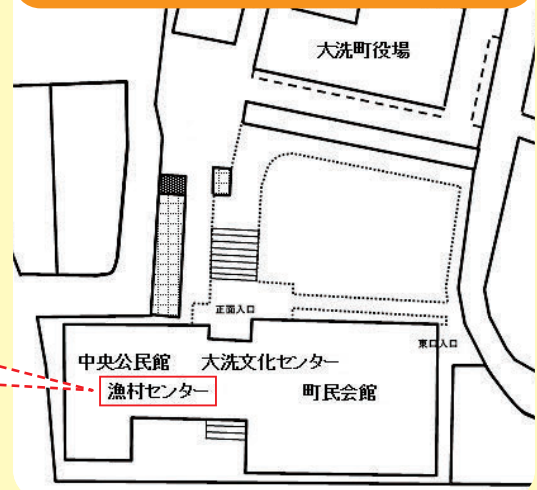 大洗町役場
正面入口
東口入口
中央公民館 大洗文化センター
漁村センター 町民会館